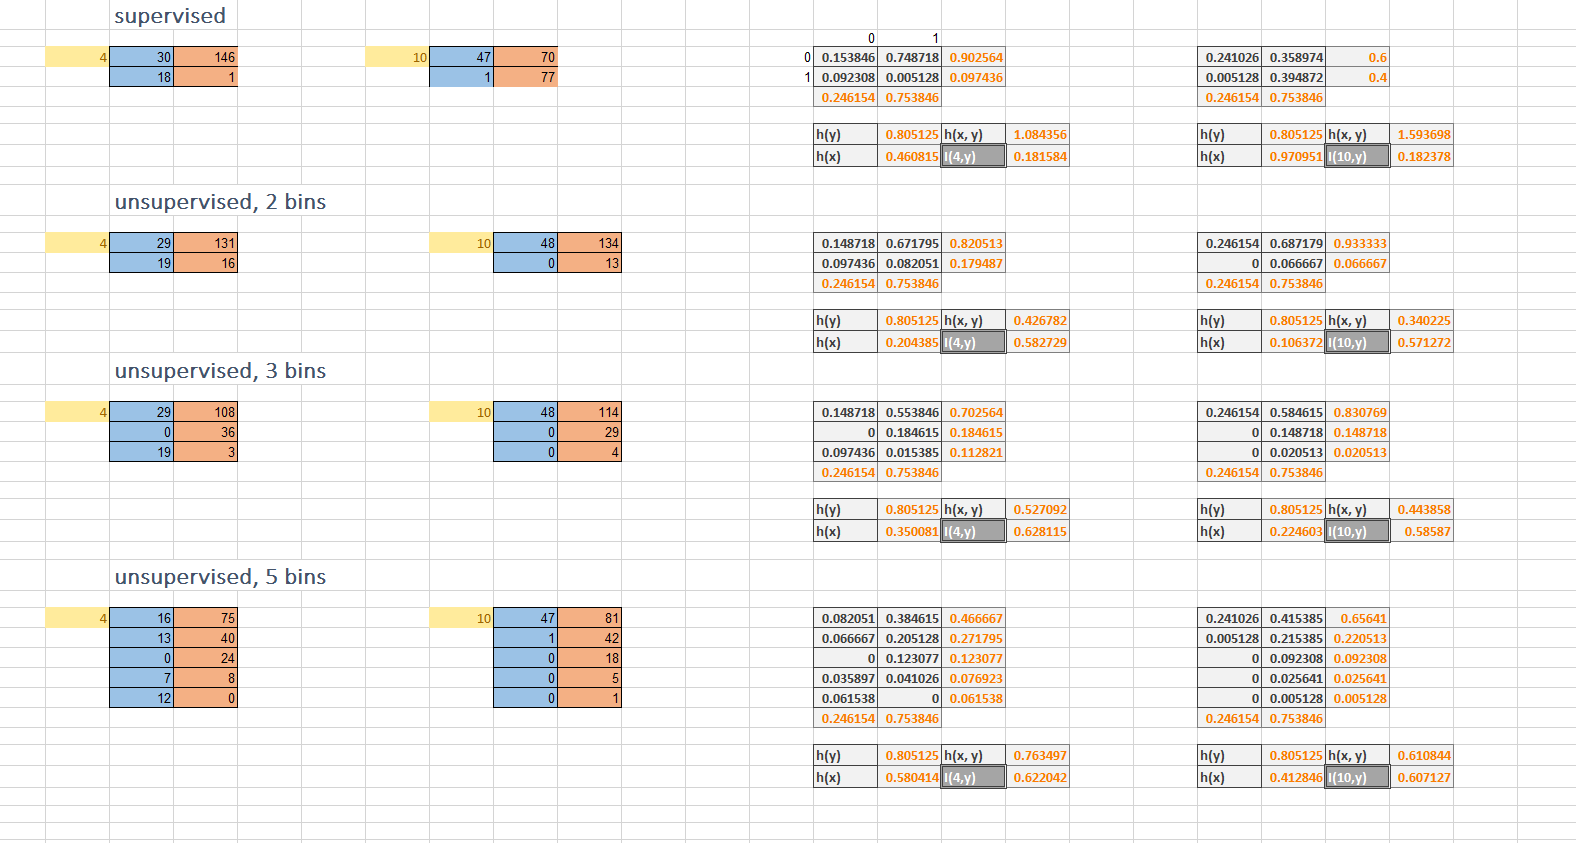 supervised
0 1
4 30 146 10 47 70 0 0.153846 0.748718 0.902564 0.241026 0.358974 0.6
18 1 1 77 1 0.092308 0.005128 0.097436 0.005128 0.394872 0.4
0.246154 0.753846 0.246154 0.753846
h(y) 0.805125 h(x, y) 1.084356 h(y) 0.805125 h(x, y) 1.593698
h(x) 0.460815 I(4,y) 0.181584 h(x) 0.970951 I(10,y) 0.182378
unsupervised, 2 bins
4 29 131 10 48 134 0.148718 0.671795 0.820513 0.246154 0.687179 0.933333
19 16 0 13 0.097436 0.082051 0.179487 0 0.066667 0.066667
0.246154 0.753846 0.246154 0.753846
h(y) 0.805125 h(x, y) 0.426782 h(y) 0.805125 h(x, y) 0.340225
h(x) 0.204385 I(4,y) 0.582729 h(x) 0.106372 I(10,y) 0.571272
unsupervised, 3 bins
4 29 108 10 48 114 0.148718 0.553846 0.702564 0.246154 0.584615 0.830769
0 36 0 29 0 0.184615 0.184615 0 0.148718 0.148718
19 3 0 4 0.097436 0.015385 0.112821 0 0.020513 0.020513
0.246154 0.753846 0.246154 0.753846
h(y) 0.805125 h(x, y) 0.527092 h(y) 0.805125 h(x, y) 0.443858
h(x) 0.350081 I(4,y) 0.628115 h(x) 0.224603 I(10,y) 0.58587
unsupervised, 5 bins
4 16 75 10 47 81 0.082051 0.384615 0.466667 0.241026 0.415385 0.65641
13 40 1 42 0.066667 0.205128 0.271795 0.005128 0.215385 0.220513
0 24 0 18 0 0.123077 0.123077 0 0.092308 0.092308
7 8 0 5 0.035897 0.041026 0.076923 0 0.025641 0.025641
12 0 0 1 0.061538 0 0.061538 0 0.005128 0.005128
0.246154 0.753846 0.246154 0.753846
h(y) 0.805125 h(x, y) 0.763497 h(y) 0.805125 h(x, y) 0.610844
h(x) 0.580414 I(4,y) 0.622042 h(x) 0.412846 I(10,y) 0.607127